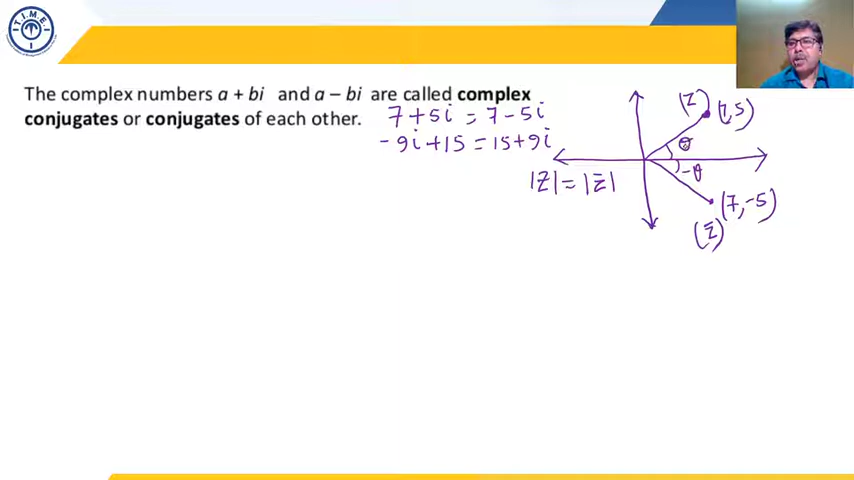 I.T.I.M.E.I
The complex numbers a + bi and a – bi are called complex
conjugates or conjugates of each other.
7+5i = 7-5i
-9i+15 = 15+9i
|Z| = |z̄|
(z)
(7,5)
θ
-θ
(7,-5)
(z̄)